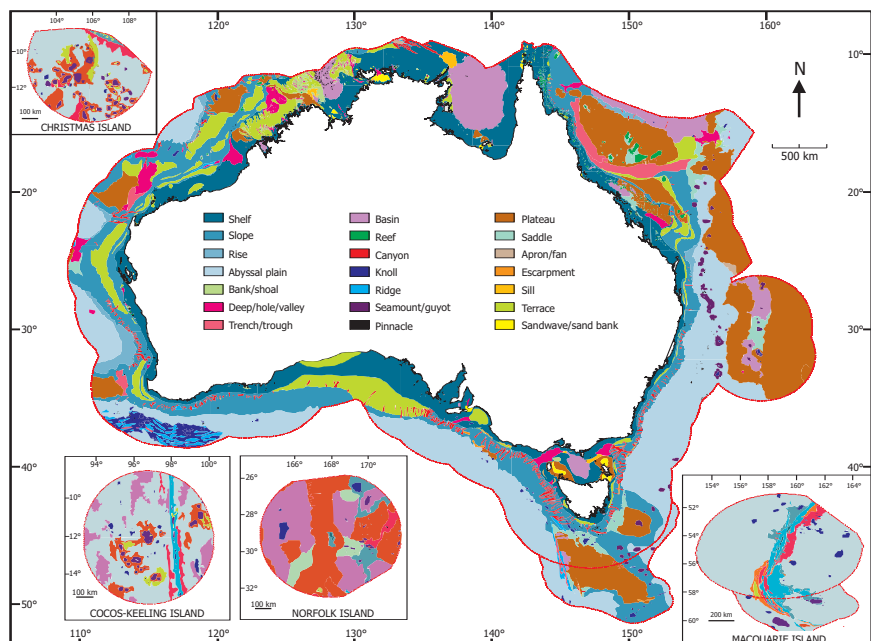 120° 130° 140° 150° 160°
10°
20°
30°
40°
50°
110° 120° 130° 140° 150°
N
500 km
104° 106° 108°
10°
12°
100 km
CHRISTMAS ISLAND
Shelf
Slope
Rise
Abyssal plain
Bank/shoal
Deep/hole/valley
Trench/trough
Basin
Reef
Canyon
Knoll
Ridge
Seamount/guyot
Pinnacle
Plateau
Saddle
Apron/fan
Escarpment
Sill
Terrace
Sandwave/sand bank
20°
30°
40°
94° 96° 98° 100°
10°
12°
14°
100 km
COCOS-KEELING ISLAND
166° 168° 170°
26°
28°
30°
32°
100 km
NORFOLK ISLAND
154° 156° 158° 160° 162° 164°
52°
54°
56°
58°
60°
200 km
MACQUARIE ISLAND